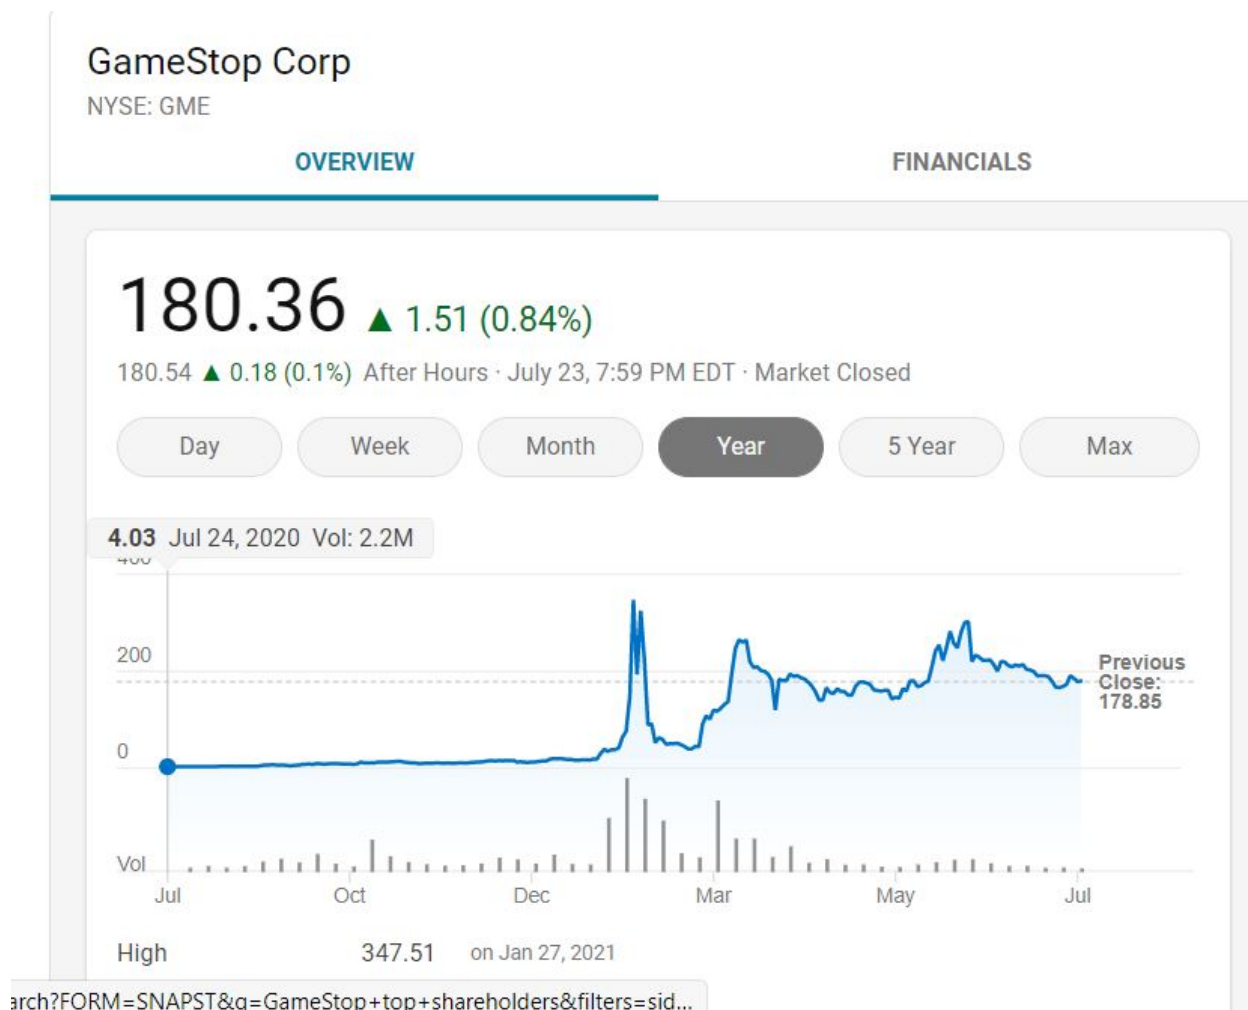 GameStop Corp
NYSE: GME
OVERVIEW FINANCIALS
180.36 ▲ 1.51 (0.84%)
180.54 ▲ 0.18 (0.1%) After Hours · July 23, 7:59 PM EDT · Market Closed
Day Week Month Year 5 Year Max
4.03 Jul 24, 2020 Vol: 2.2M
400
200
Previous
Close:
178.85
0
Vol
Jul Oct Dec Mar May Jul
High 347.51 on Jan 27, 2021
arch?FORM=SNAPST&q=GameStop+top+shareholders&filters=sid...